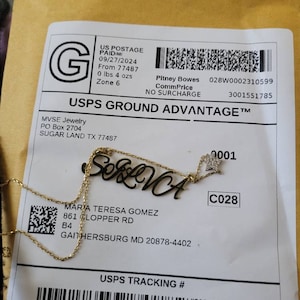 G
US POSTAGE
PAID
09/27/2024
From 77487
0 lbs 4 ozs
Zone 6
Pitney Bowes
CommPrice
NO SURCHARGE
028W0002310599
3001551785
USPS GROUND ADVANTAGE™
MVSE Jewelry
PO Box 2704
SUGAR LAND TX 77487
0001
C028
MARIA TERESA GOMEZ
861 CLOPPER RD
B4
GAITHERSBURG MD 20878-4402
USPS TRACKING #